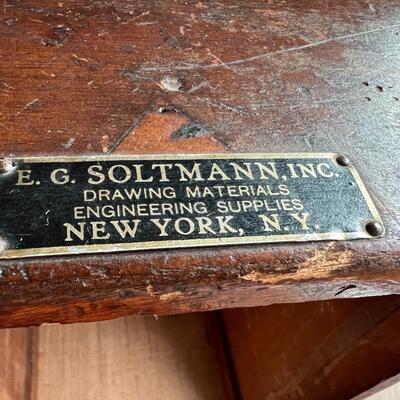 E. G. SOLTMANN, INC.
DRAWING MATERIALS
ENGINEERING SUPPLIES
NEW YORK, N.Y.